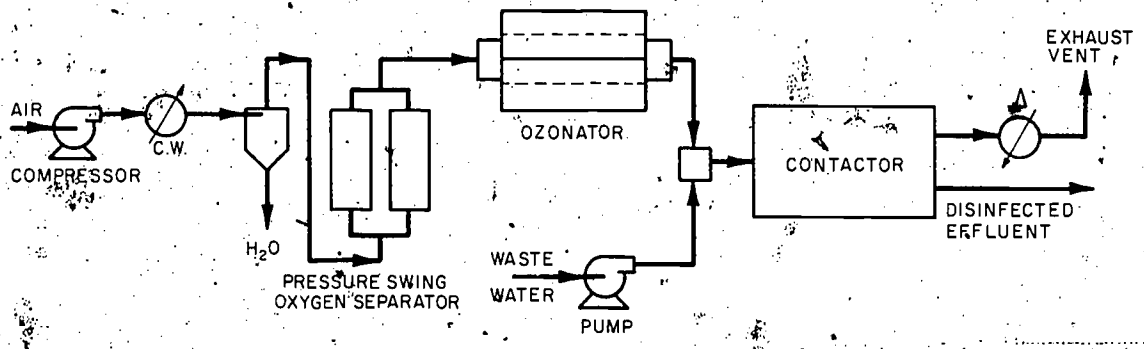 AIR
COMPRESSOR
C.W.
H₂O
PRESSURE SWING
OXYGEN SEPARATOR
OZONATOR
WASTE
WATER
PUMP
CONTACTOR
Δ
EXHAUST
VENT
DISINFECTED
EFFLUENT